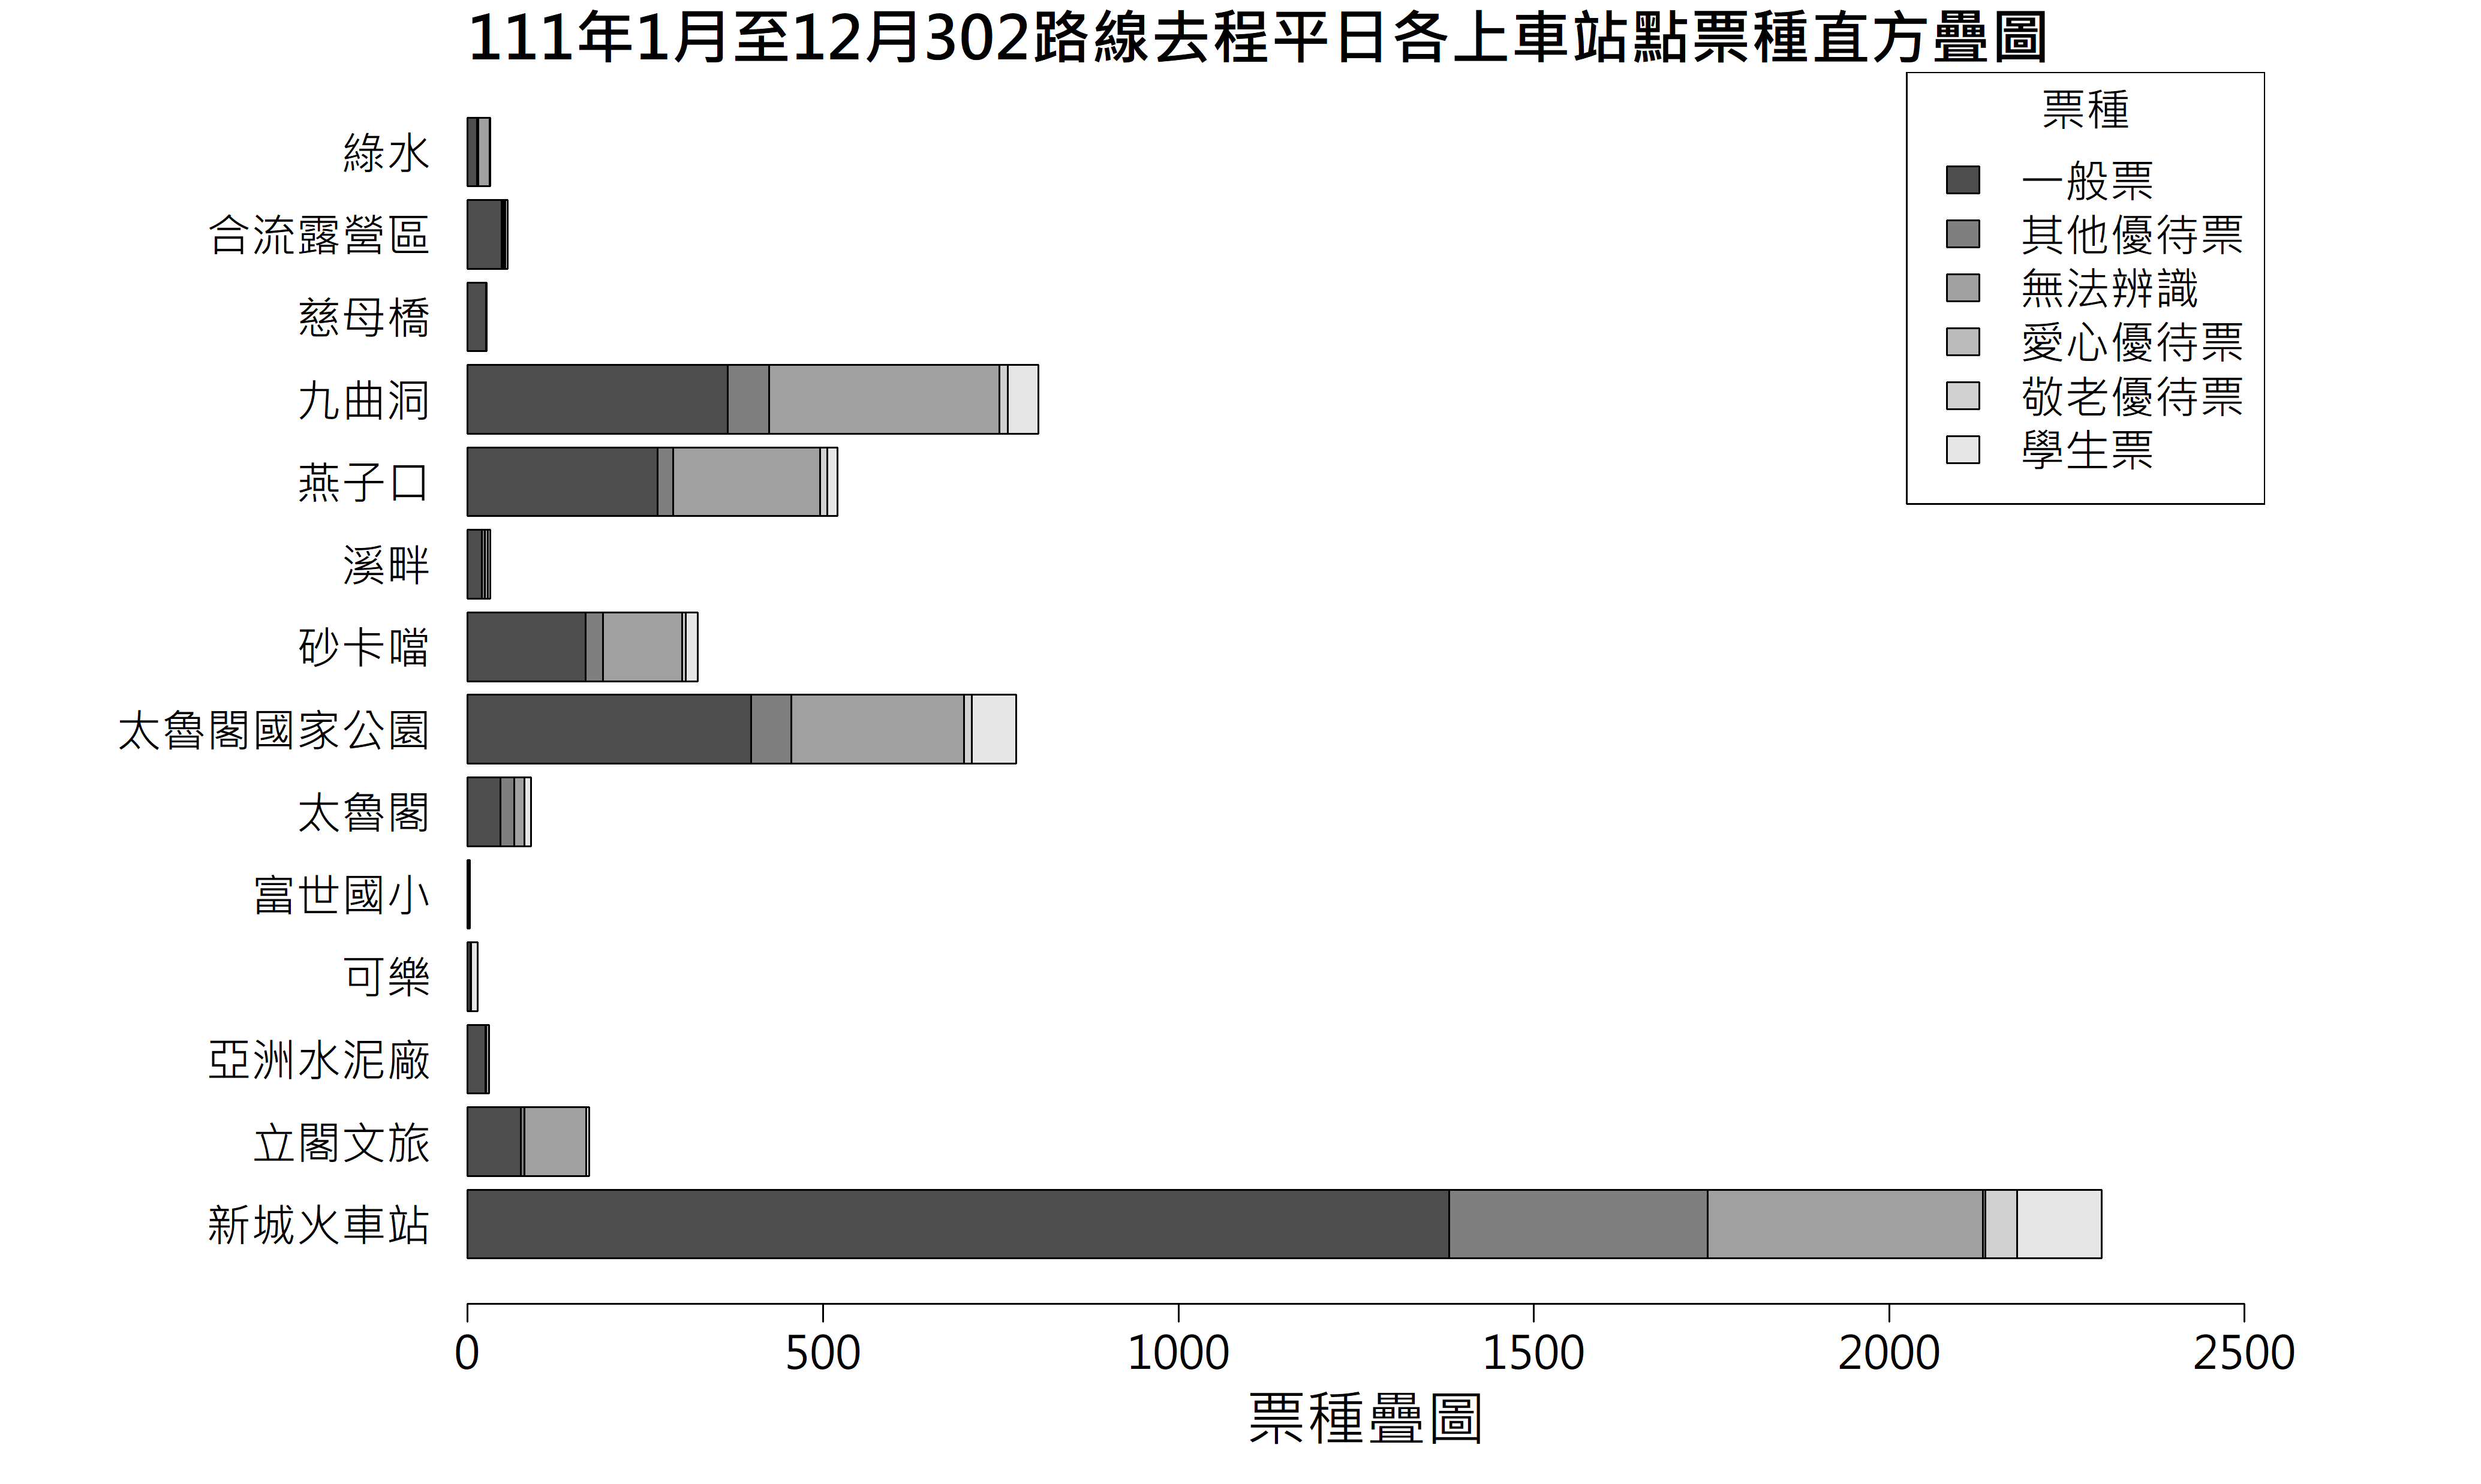 111年1月至12月302路線去程平日各上車站點票種直方疊圖
票種
一般票
其他優待票
無法辨識
愛心優待票
敬老優待票
學生票
綠水
合流露營區
慈母橋
九曲洞
燕子口
溪畔
砂卡噹
太魯閣國家公園
太魯閣
富世國小
可樂
亞洲水泥廠
立閣文旅
新城火車站
0 500 1000 1500 2000 2500
票種疊圖